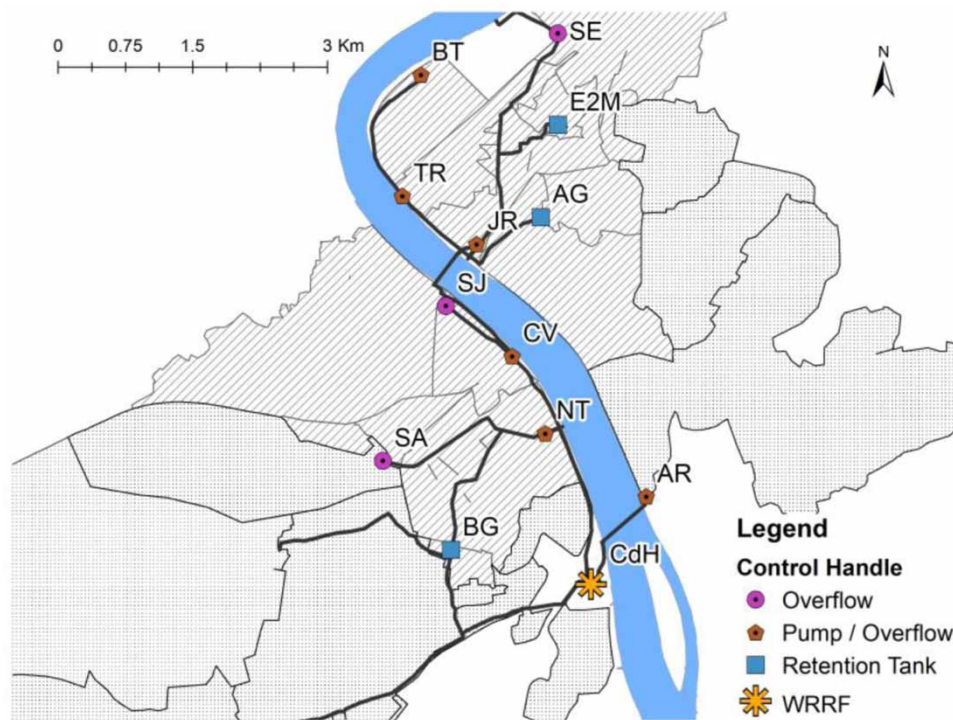 SE
0 0.75 1.5 3 Km
BT
N
E2M
TR
AG
JR
SJ
CV
NT
SA
AR
BG
CdH
Legend
Control Handle
Overflow
Pump / Overflow
Retention Tank
WRRF